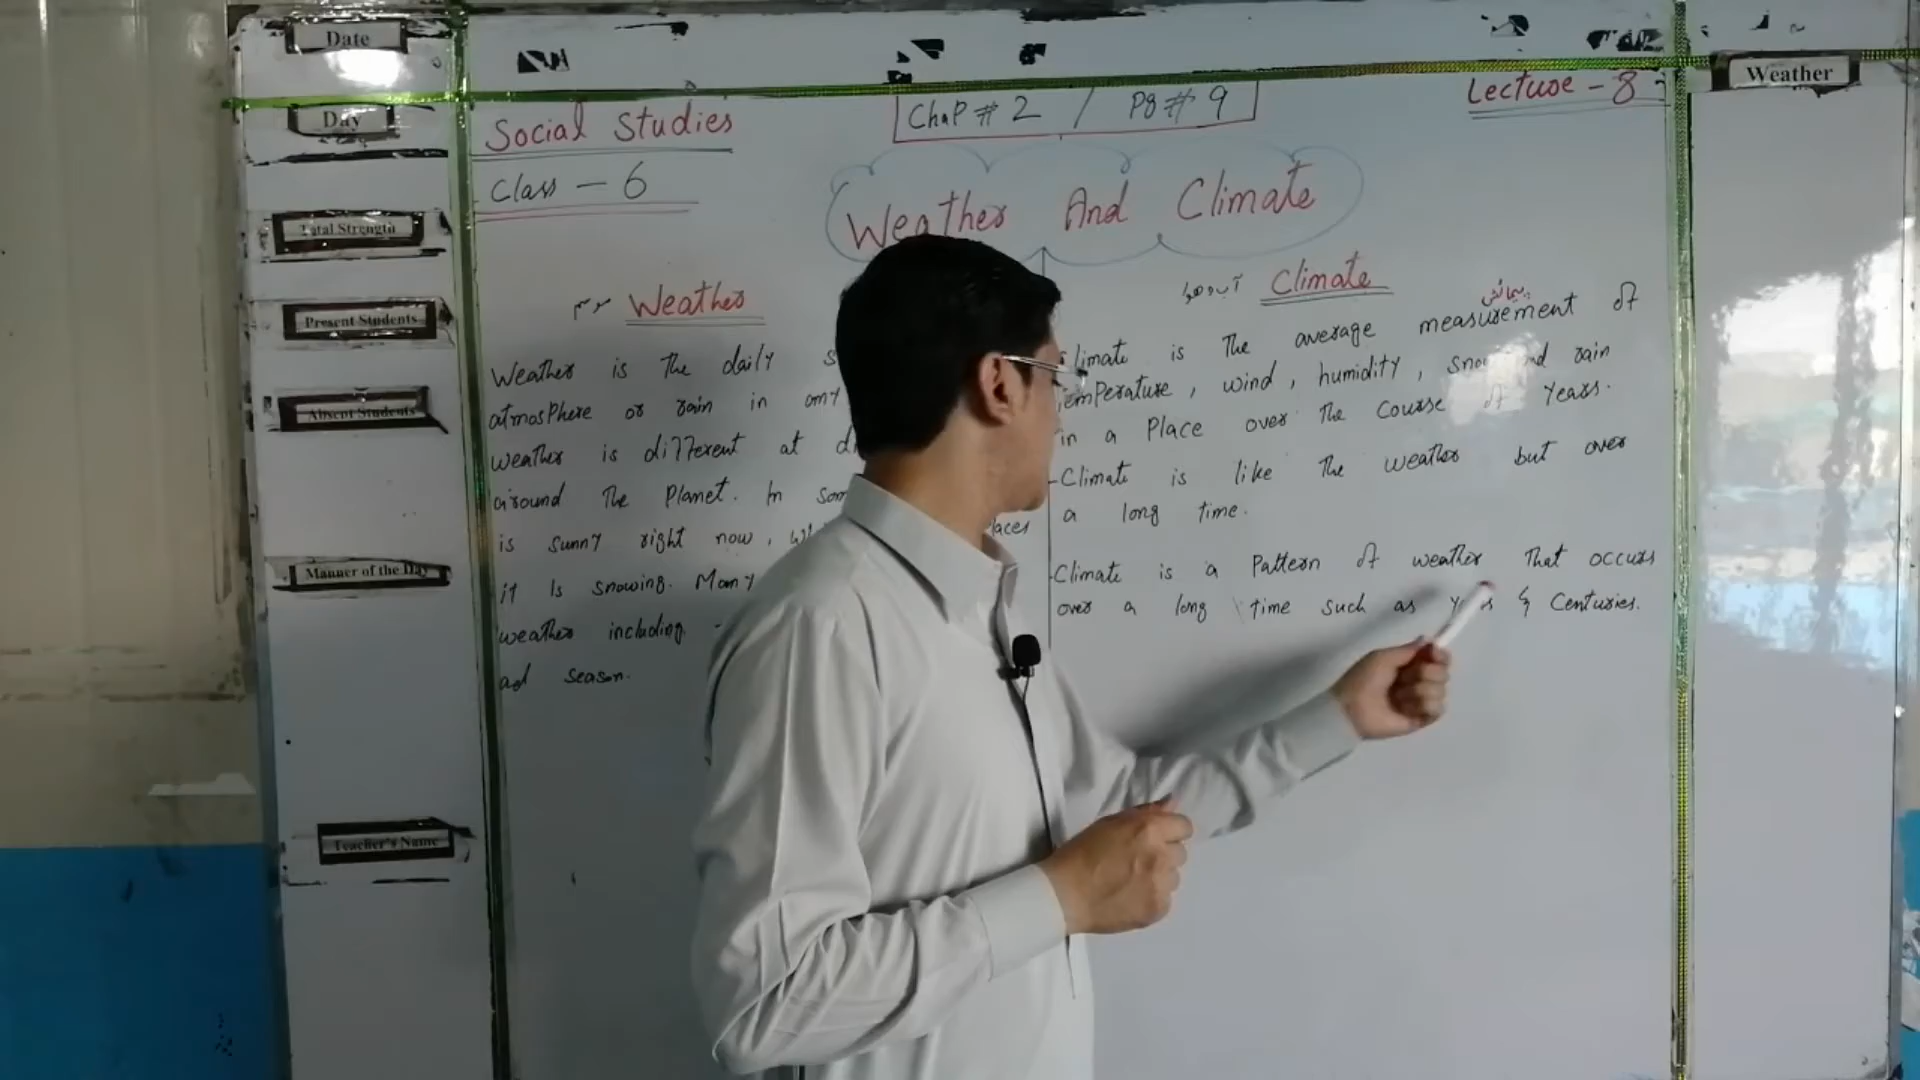 Date
Day
Total Strength
Present Students
Absent Students
Manner of the Day
Teacher's Name
Weather
Social Studies
Class - 6
Chap # 2 / Pg # 9
Lecture - 8
Weather And Climate
موسم Weather
Weather is the daily
atmosphere or rain in any
weather is different at
around the Planet. In
is sunny right now,
it Is snowing. Many
weather including
ad season.
آب و ہوا Climate
پیمائش
is the average measurement of
wind, humidity, rain
in a Place over the Course of Years.
-Climate is like the weather but over
a long time.
-Climate is a Pattern of weather That occurs
over a long time such as & Centuries.